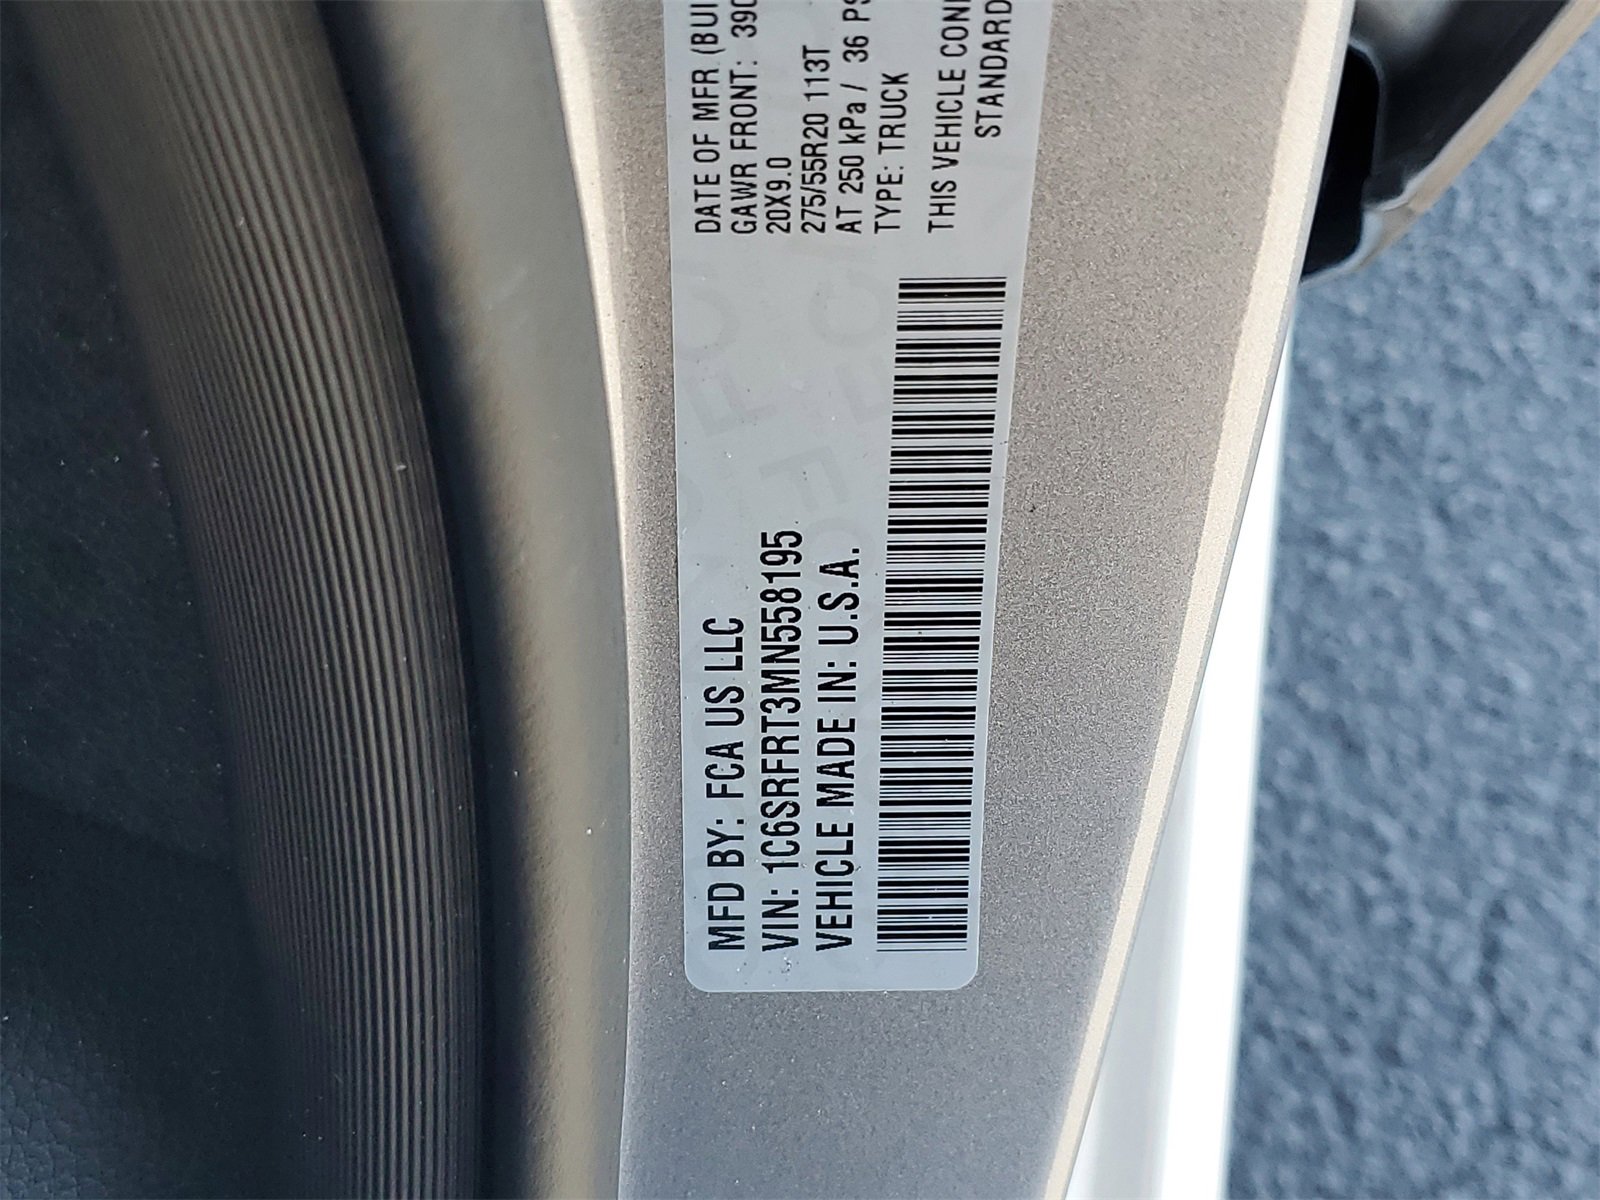 MFD BY: FCA US LLC
VIN: 1C6SRFRT3MN558195
VEHICLE MADE IN: U.S.A.
DATE OF MFR
GAWR FRONT:
20X9.0
275/55R20 113T
AT 250 kPa / 36
TYPE: TRUCK
THIS VEHICLE
STANDARD